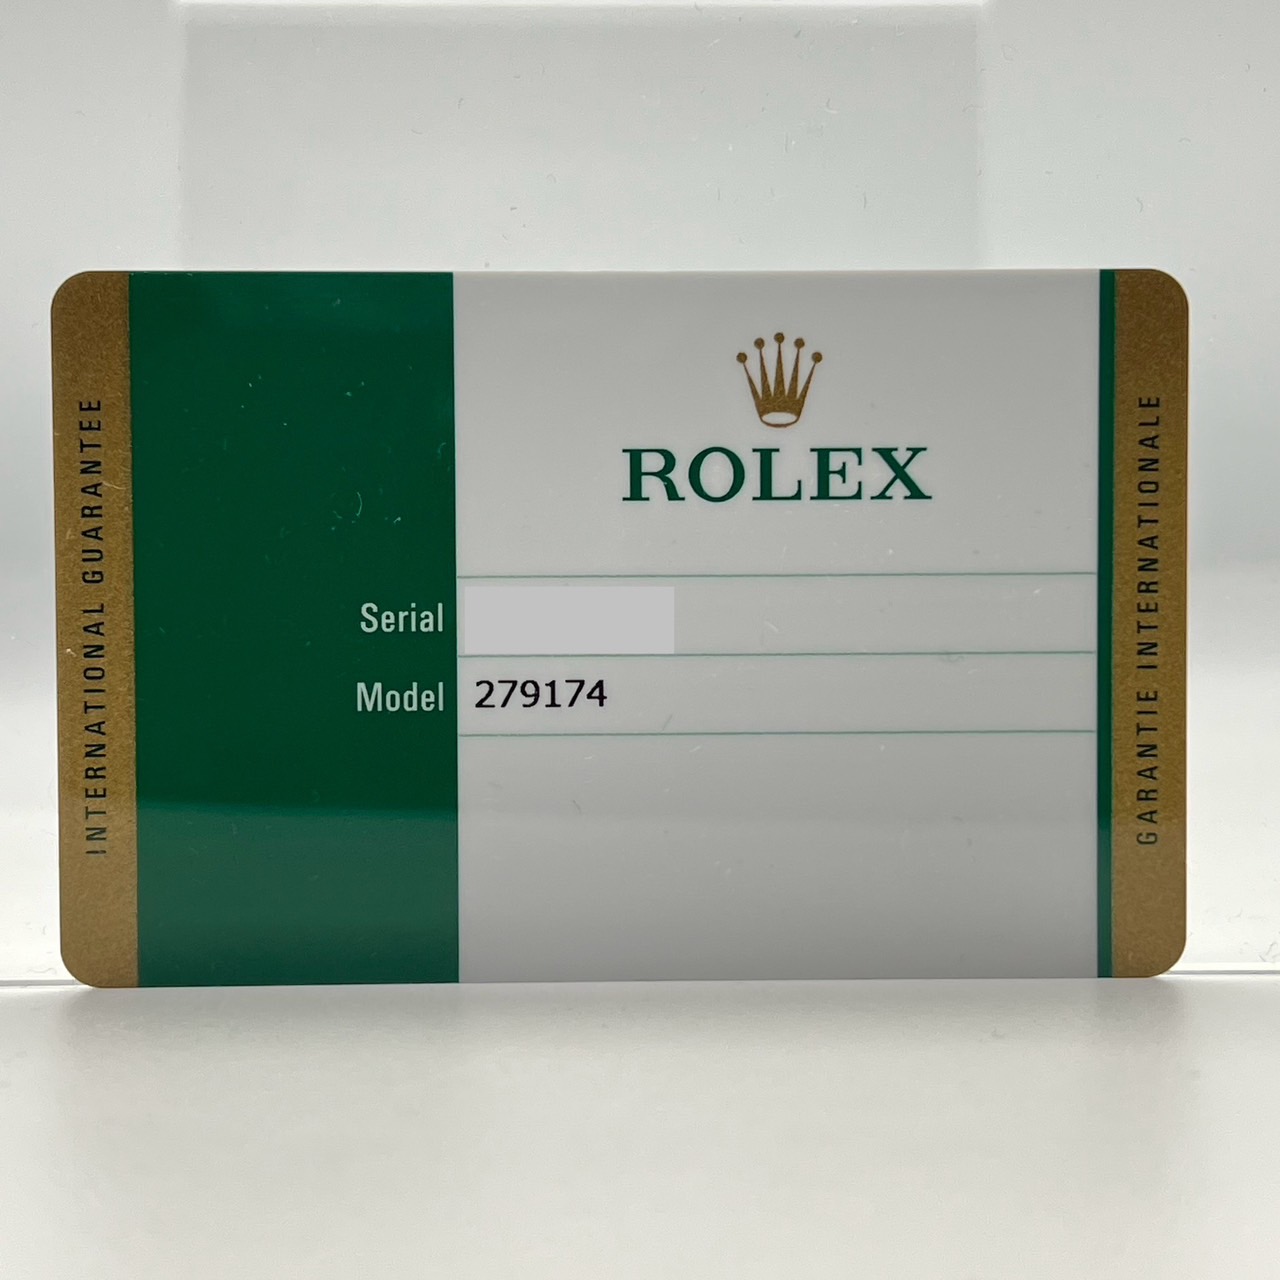 INTERNATIONAL GUARANTEE
ROLEX
Serial
Model 279174
GARANTIE INTERNATIONALE